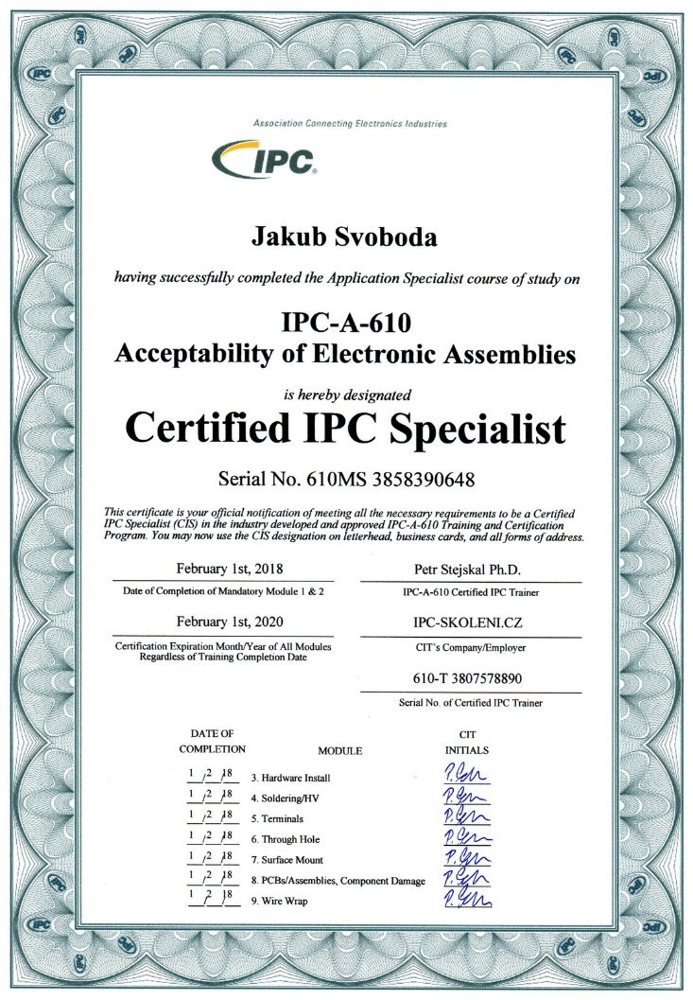 Association Connecting Electronics Industries
IPC®
Jakub Svoboda
having successfully completed the Application Specialist course of study on
IPC-A-610
Acceptability of Electronic Assemblies
is hereby designated
Certified IPC Specialist
Serial No. 610MS 3858390648
This certificate is your official notification of meeting all the necessary requirements to be a Certified
IPC Specialist (CIS) in the industry developed and approved IPC-A-610 Training and Certification
Program. You may now use the CIS designation on letterhead, business cards, and all forms of address.
February 1st, 2018
Date of Completion of Mandatory Module 1 & 2
Petr Stejskal Ph.D.
IPC-A-610 Certified IPC Trainer
February 1st, 2020
Certification Expiration Month/Year of All Modules
Regardless of Training Completion Date
IPC-SKOLENI.CZ
CIT's Company/Employer
610-T 3807578890
Serial No. of Certified IPC Trainer
DATE OF
COMPLETION
MODULE
CIT
INITIALS
1 / 2 / 18 3. Hardware Install
1 / 2 / 18 4. Soldering/HV
1 / 2 / 18 5. Terminals
1 / 2 / 18 6. Through Hole
1 / 2 / 18 7. Surface Mount
1 / 2 / 18 8. PCBs/Assemblies, Component Damage
1 / 2 / 18 9. Wire Wrap